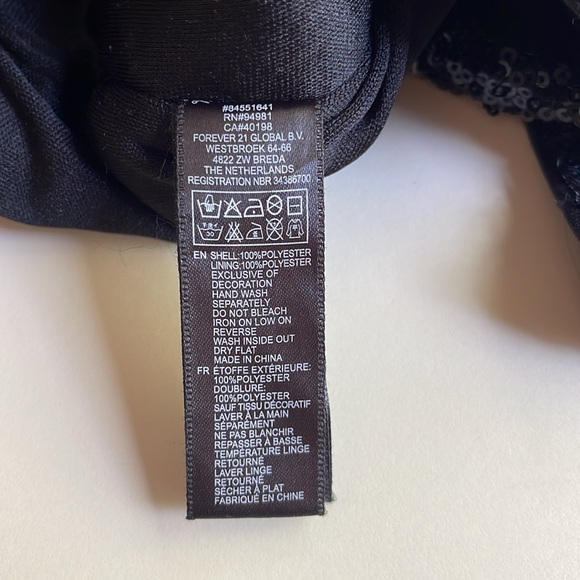 #84551641
RN#94981
CA#40198
FOREVER 21 GLOBAL B.V.
WESTBROEK 64-66
4822 ZW BREDA
THE NETHERLANDS
REGISTRATION NBR 34386700
EN SHELL:100%POLYESTER
LINING:100%POLYESTER
EXCLUSIVE OF
DECORATION
HAND WASH
SEPARATELY
DO NOT BLEACH
IRON ON LOW ON
REVERSE
WASH INSIDE OUT
DRY FLAT
MADE IN CHINA
FR ÉTOFFE EXTÉRIEURE:
100%POLYESTER
DOUBLURE:
100%POLYESTER
SAUF TISSU DÉCORATIF
LAVER À LA MAIN
SÉPARÉMENT
NE PAS BLANCHIR
REPASSER À BASSE
TEMPÉRATURE LINGE
RETOURNÉ
LAVER LINGE
RETOURNÉ
SÉCHER À PLAT
FABRIQUÉ EN CHINE